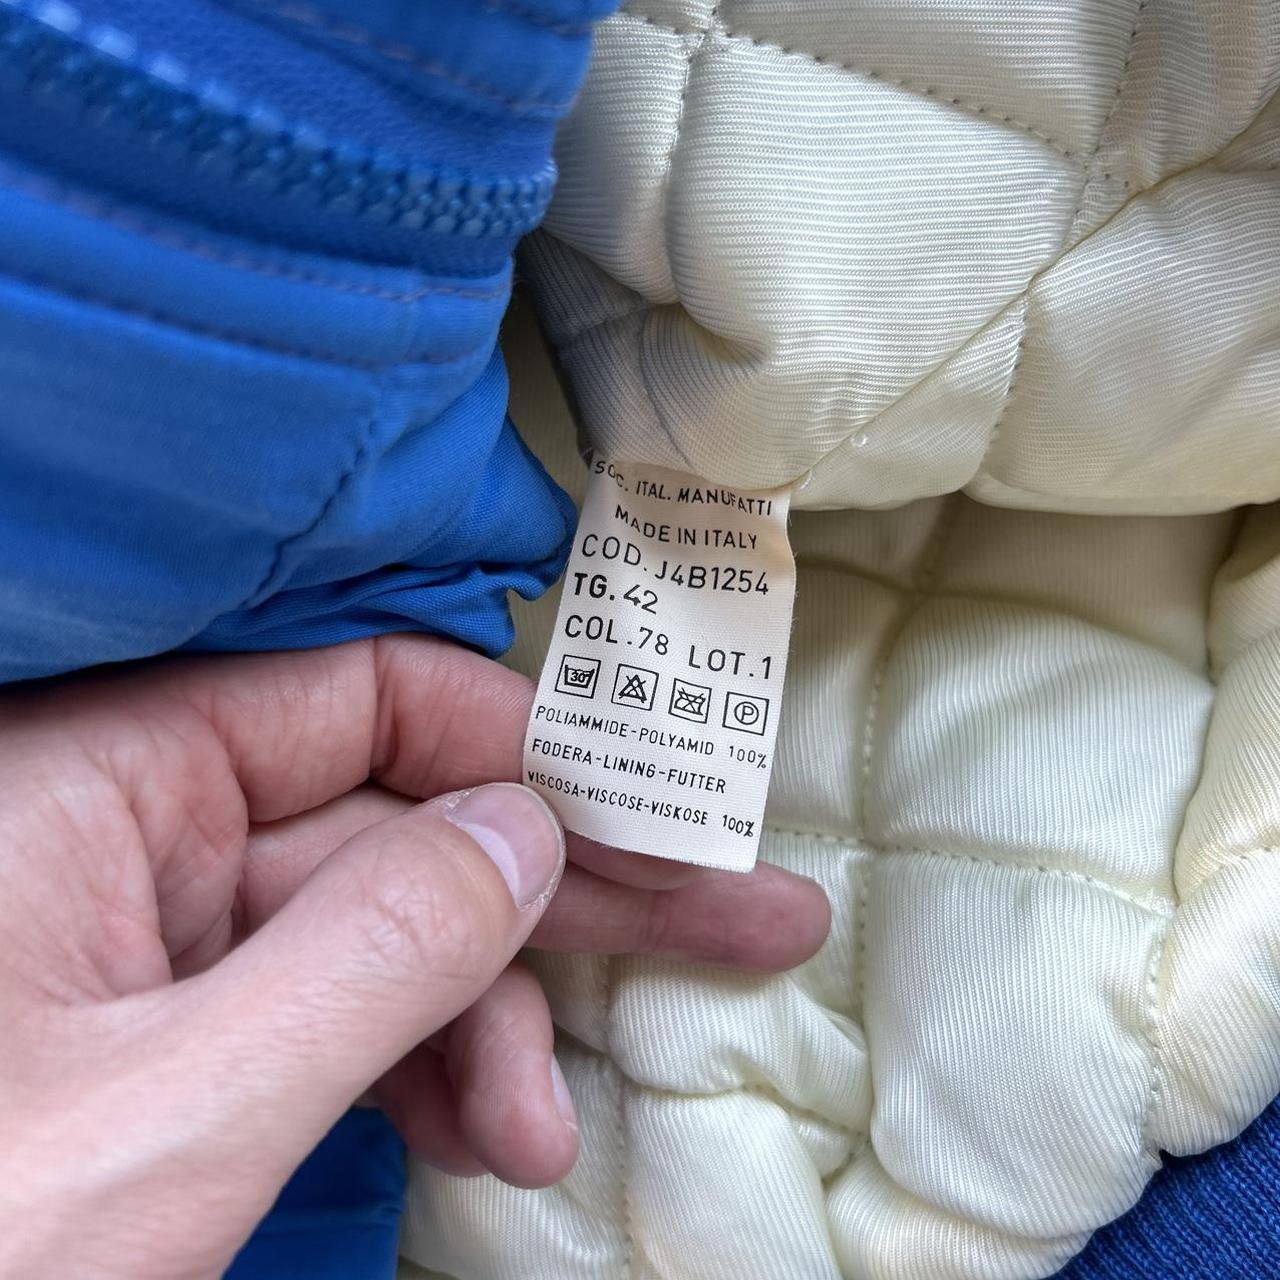 SOC. ITAL. MANUFATTI
MADE IN ITALY
COD. J4B1254
TG. 42
COL. 78 LOT. 1
30° P
POLIAMMIDE-POLYAMID 100%
FODERA-LINING-FUTTER
VISCOSA-VISCOSE-VISKOSE 100%